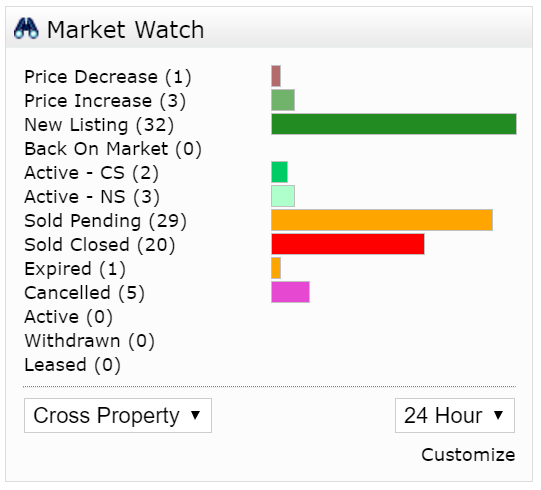 Market Watch
Price Decrease (1)
Price Increase (3)
New Listing (32)
Back On Market (0)
Active - CS (2)
Active - NS (3)
Sold Pending (29)
Sold Closed (20)
Expired (1)
Cancelled (5)
Active (0)
Withdrawn (0)
Leased (0)
Cross Property 24 Hour
Customize